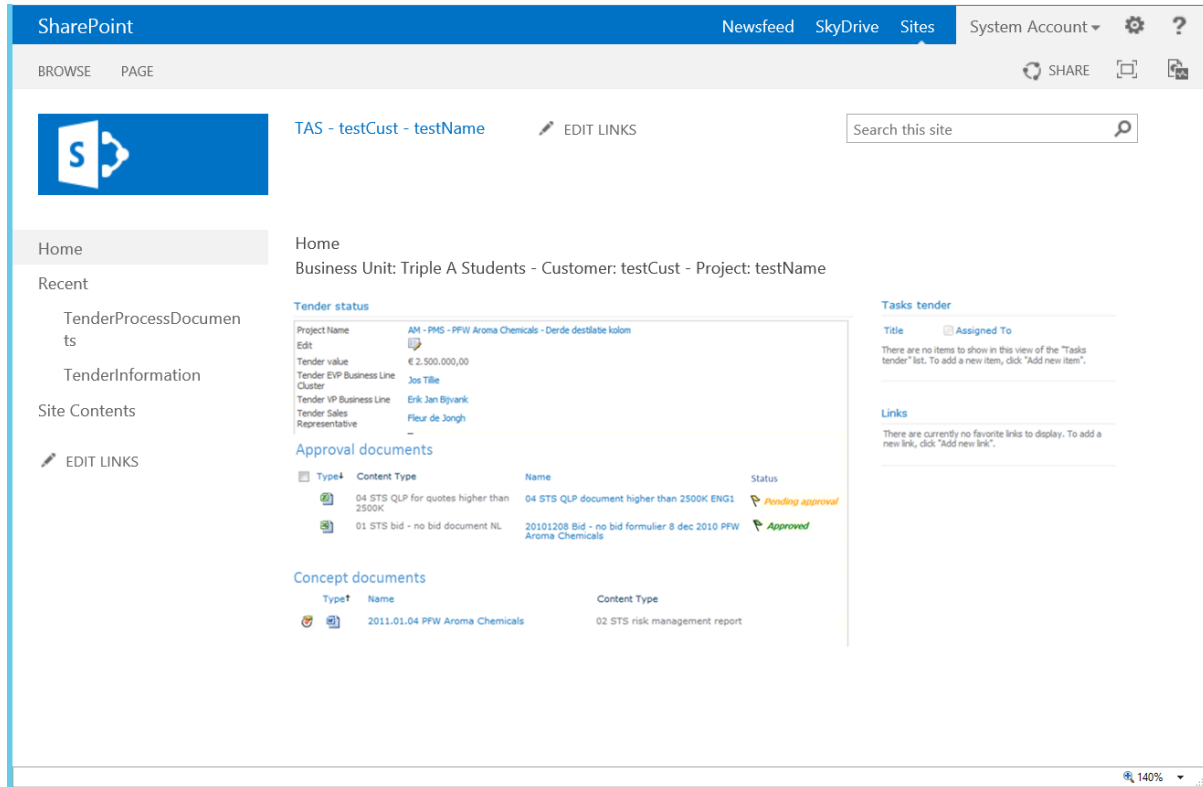 SharePoint
Newsfeed SkyDrive Sites System Account ?
BROWSE PAGE SHARE
S
TAS - testCust - testName EDIT LINKS Search this site
Home
Recent
TenderProcessDocumen
ts
TenderInformation
Site Contents
EDIT LINKS
Home
Business Unit: Triple A Students - Customer: testCust - Project: testName
Tender status
Project Name AM - PMS - PFW Aroma Chemicals - Derde destilatie kolom
Edit
Tender value € 2.500.000,00
Tender EVP Business Line
Cluster
Jos Tillie
Tender VP Business Line Erik Jan Bijvank
Tender Sales
Representative
Fleur de Jongh
Approval documents
Type Content Type Name Status
04 STS QLP for quotes higher than
2500K
04 STS QLP document higher than 2500K ENG1 Pending approval
01 STS bid - no bid document NL 20101208 Bid - no bid formulier 8 dec 2010 PFW
Aroma Chemicals
Approved
Concept documents
Type Name Content Type
2011.01.04 PFW Aroma Chemicals 02 STS risk management report
Tasks tender
Title Assigned To
There are no items to show in this view of the "Tasks
tender" list. To add a new item, click "Add new item".
Links
There are currently no favorite links to display. To add a
new link, click "Add new link".
140%